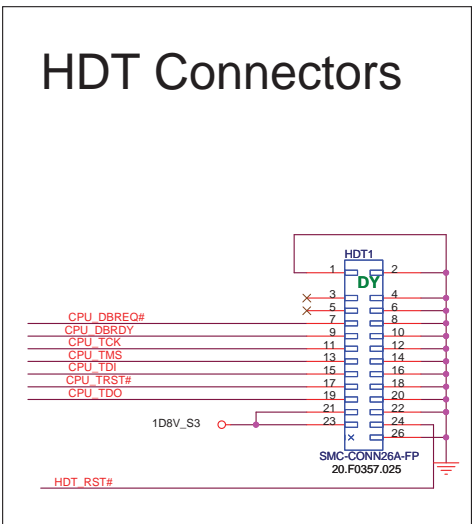 HDT Connectors
HDT1
1 2
DY
3 4
5 6
CPU_DBREQ# 7 8
CPU_DBRDY 9 10
CPU_TCK 11 12
CPU_TMS 13 14
CPU_TDI 15 16
CPU_TRST# 17 18
CPU_TDO 19 20
21 22
1D8V_S3 23 24
26
SMC-CONN26A-FP
20.F0357.025
HDT_RST#